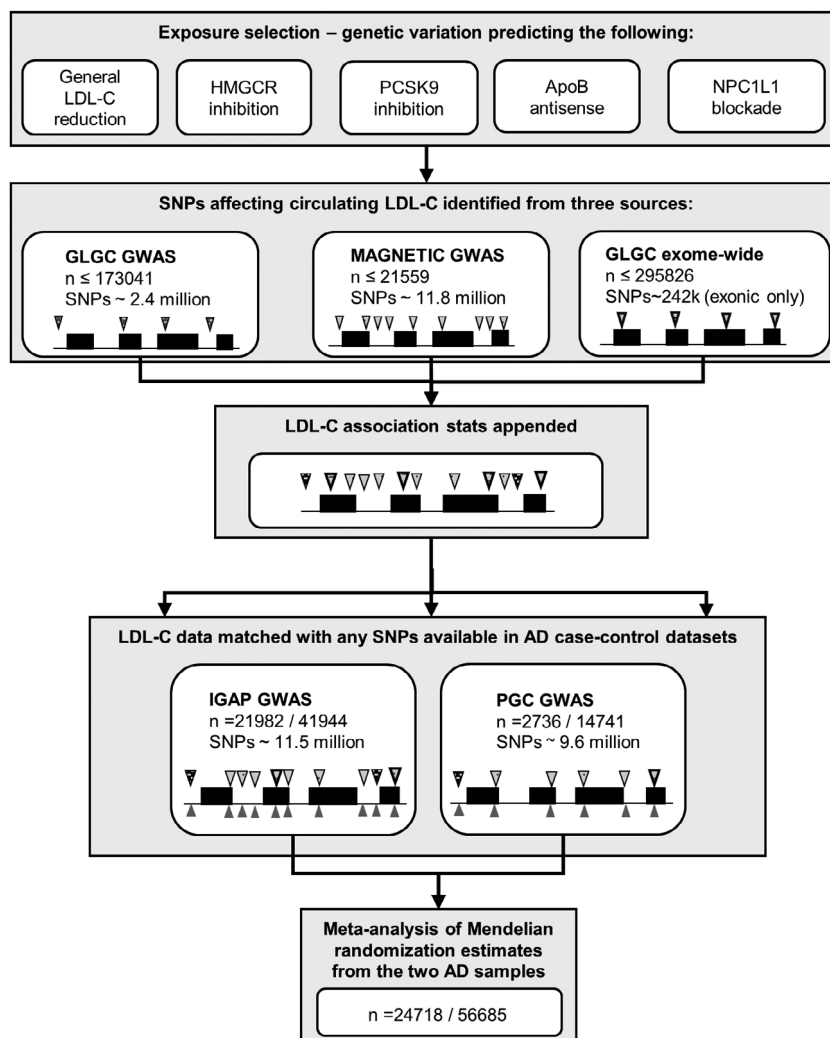 Exposure selection – genetic variation predicting the following:
General
LDL-C
reduction
HMGCR
inhibition
PCSK9
inhibition
ApoB
antisense
NPC1L1
blockade
SNPs affecting circulating LDL-C identified from three sources:
GLGC GWAS
n ≤ 173041
SNPs ~ 2.4 million
MAGNETIC GWAS
n ≤ 21559
SNPs ~ 11.8 million
GLGC exome-wide
n ≤ 295826
SNPs~242k (exonic only)
LDL-C association stats appended
LDL-C data matched with any SNPs available in AD case-control datasets
IGAP GWAS
n =21982 / 41944
SNPs ~ 11.5 million
PGC GWAS
n =2736 / 14741
SNPs ~ 9.6 million
Meta-analysis of Mendelian
randomization estimates
from the two AD samples
n =24718 / 56685